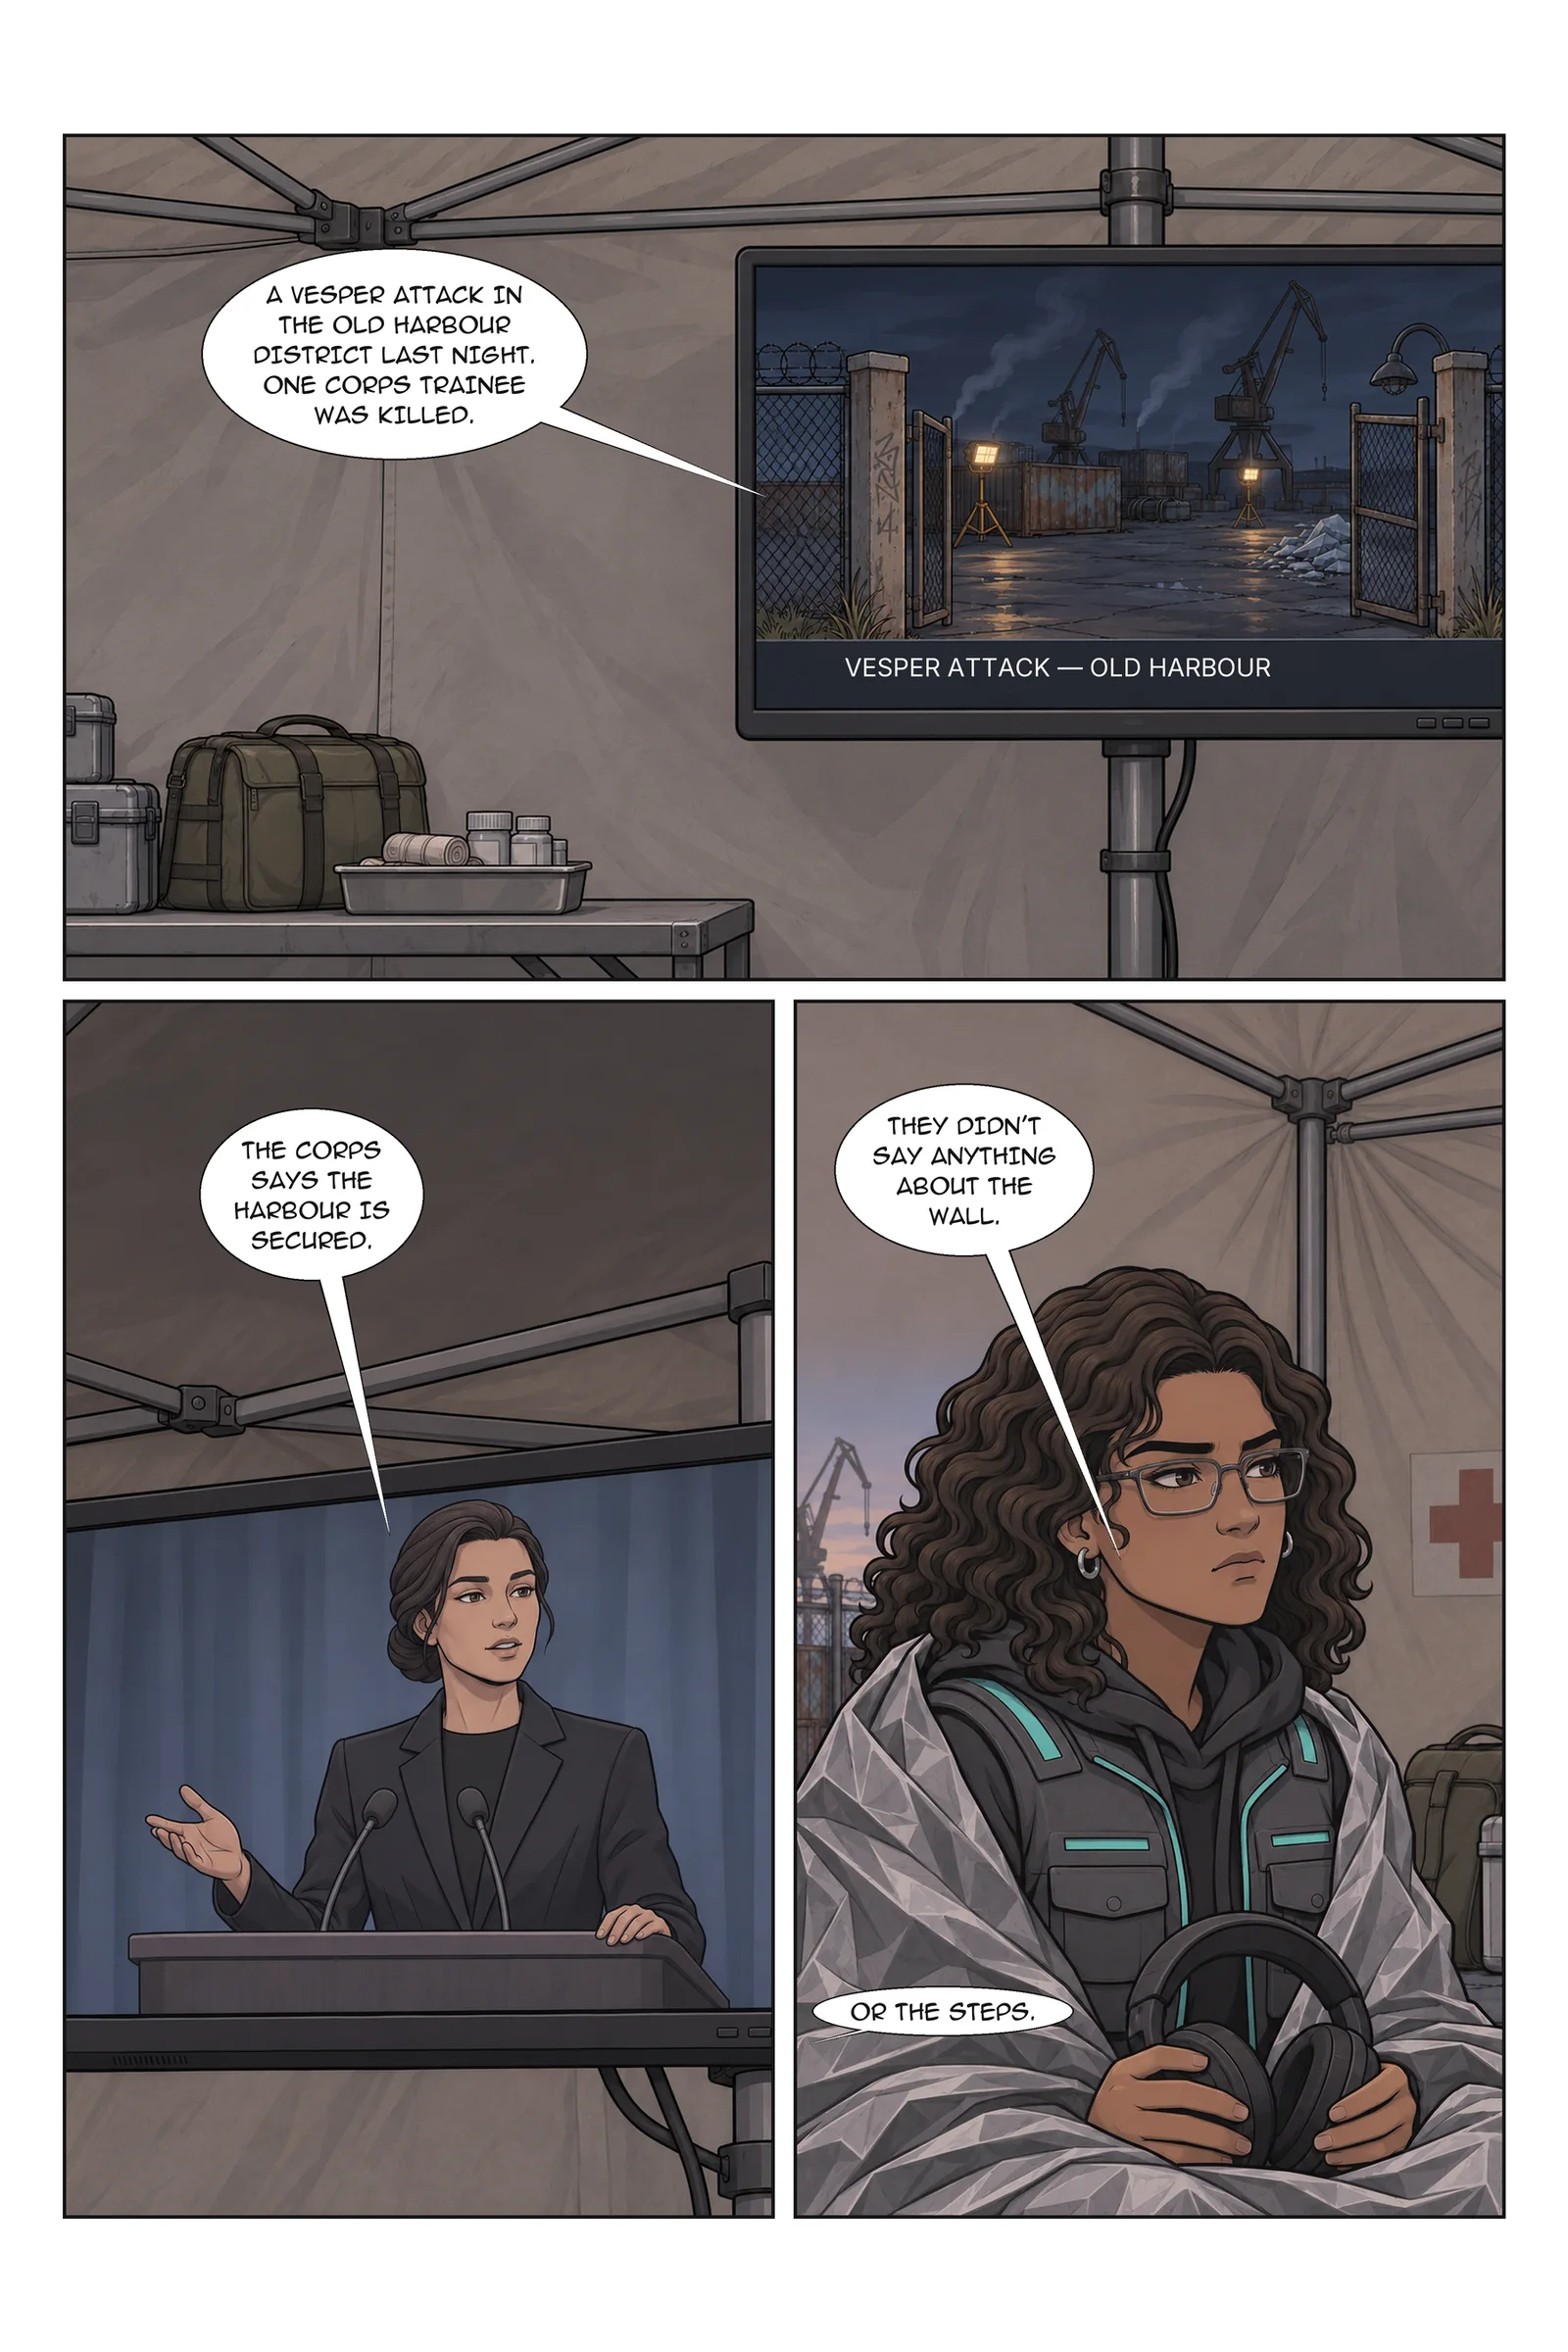 A VESPER ATTACK IN
THE OLD HARBOUR
DISTRICT LAST NIGHT.
ONE CORPS TRAINEE
WAS KILLED.
VESPER ATTACK — OLD HARBOUR
THE CORPS
SAYS THE
HARBOUR IS
SECURED.
THEY DIDN'T
SAY ANYTHING
ABOUT THE
WALL.
OR THE STEPS.